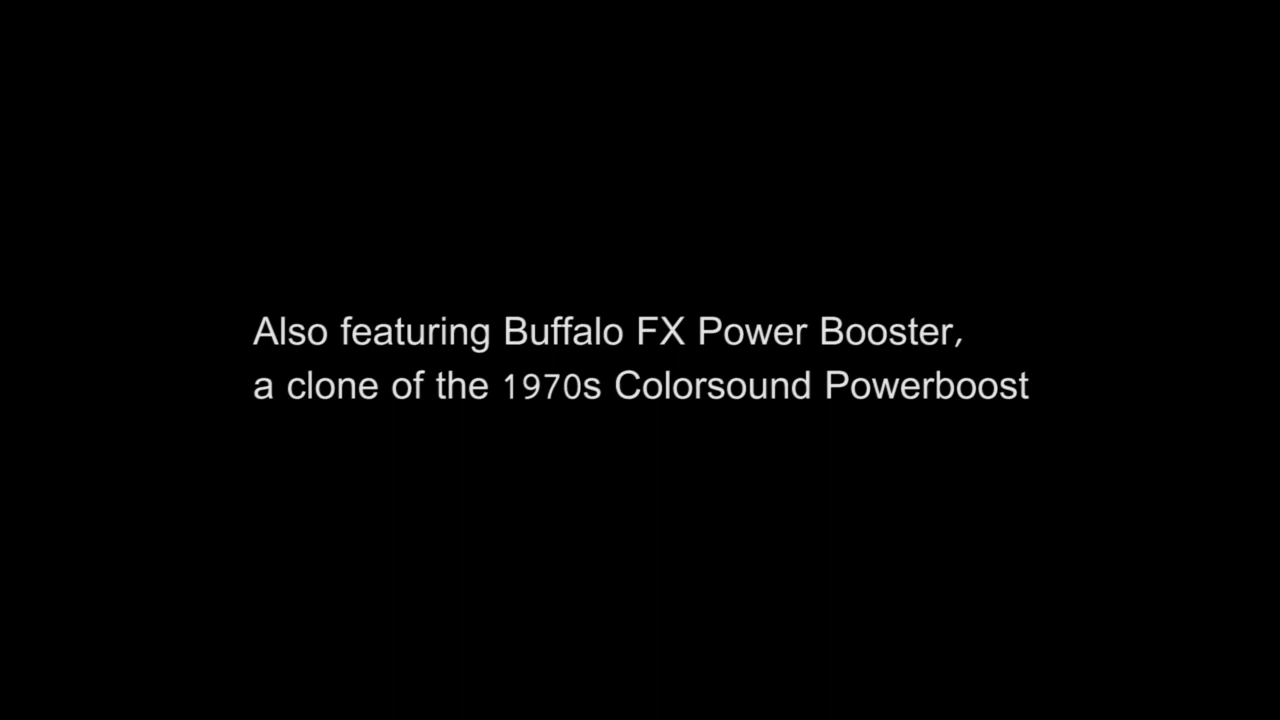 Also featuring Buffalo FX Power Booster,
a clone of the 1970s Colorsound Powerboost